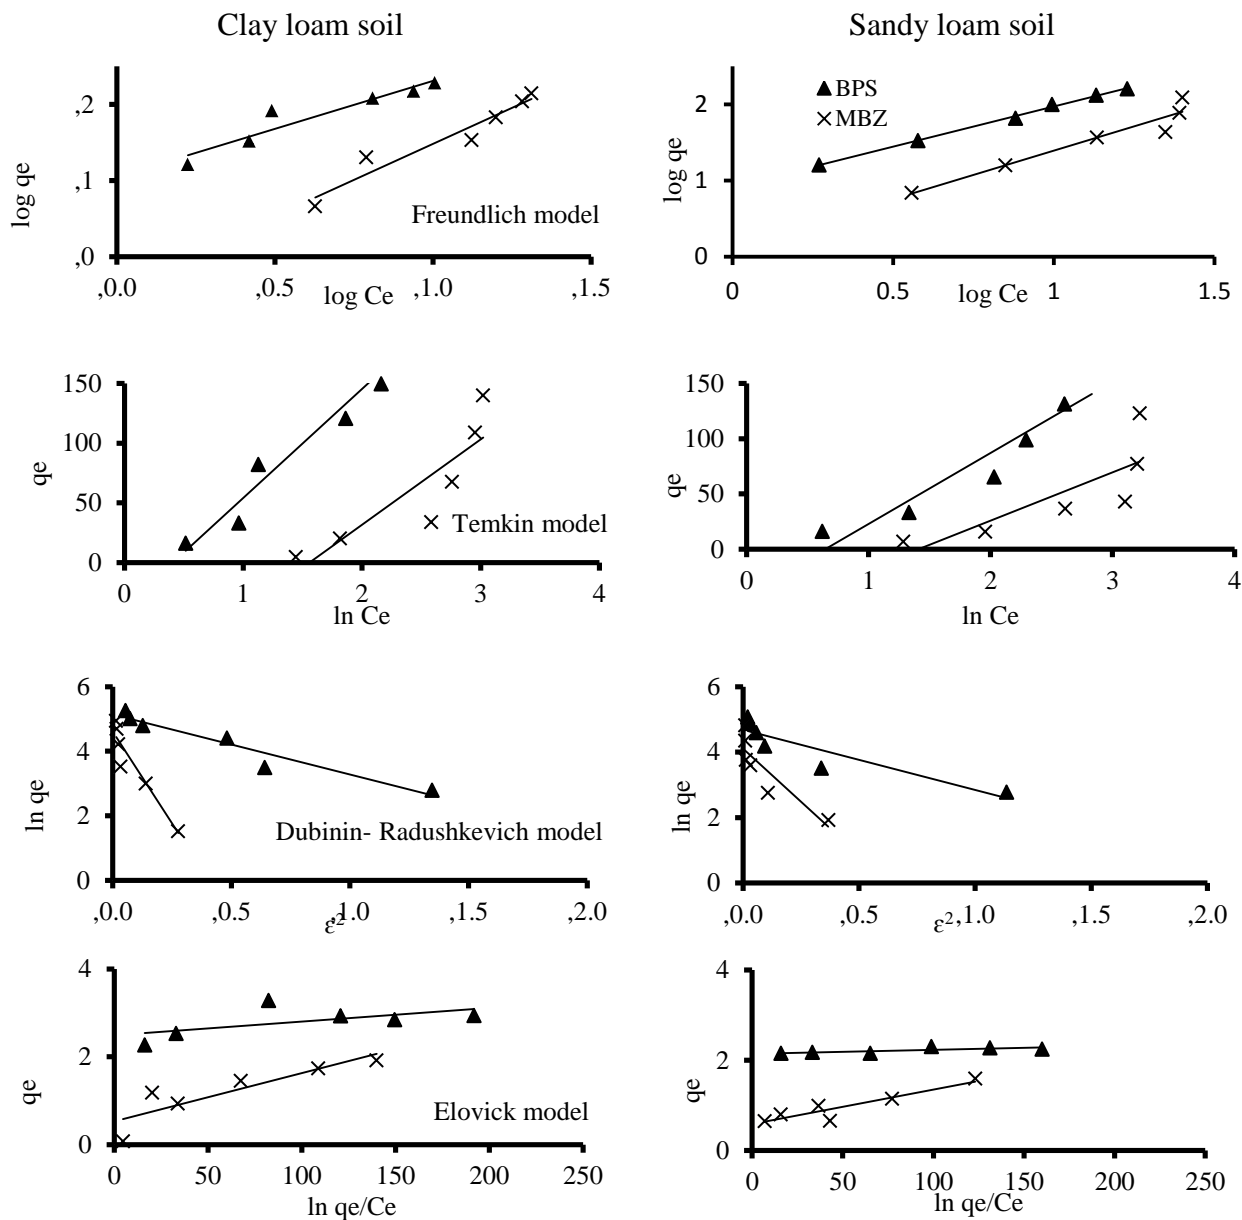 Clay loam soil
Sandy loam soil
log qe
,2
,1
,0
Freundlich model
,0.0
,0.5
,1.0
,1.5
log Ce
log qe
2
1
0
BPS
MBZ
0
0.5
1
1.5
log Ce
qe
150
100
50
0
Temkin model
0
1
2
3
4
ln Ce
qe
150
100
50
0
0
1
2
3
4
ln Ce
ln qe
6
4
2
0
Dubinin- Radushkevich model
,0.0
,0.5
,1.0
,1.5
,2.0
ε²
ln qe
6
4
2
0
,0.0
,0.5
,1.0
,1.5
,2.0
ε²
qe
4
2
0
Elovick model
0
50
100
150
200
250
ln qe/Ce
qe
4
2
0
0
50
100
150
200
250
ln qe/Ce